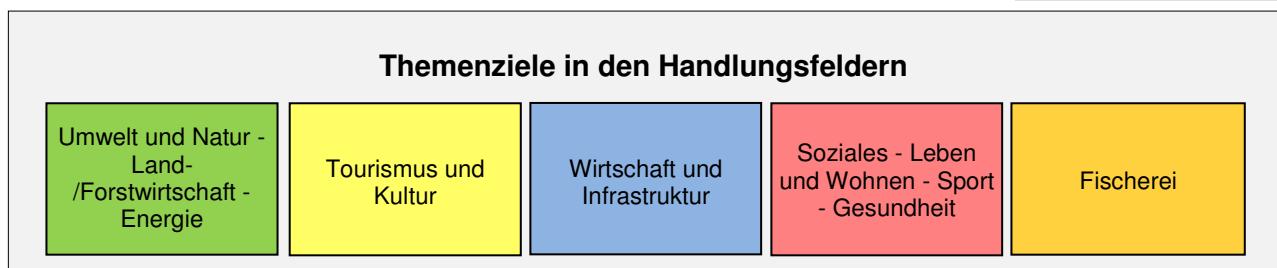 Themenziele in den Handlungsfeldern
Umwelt und Natur -
Land-
/Forstwirtschaft -
Energie
Tourismus und
Kultur
Wirtschaft und
Infrastruktur
Soziales - Leben
und Wohnen - Sport
- Gesundheit
Fischerei